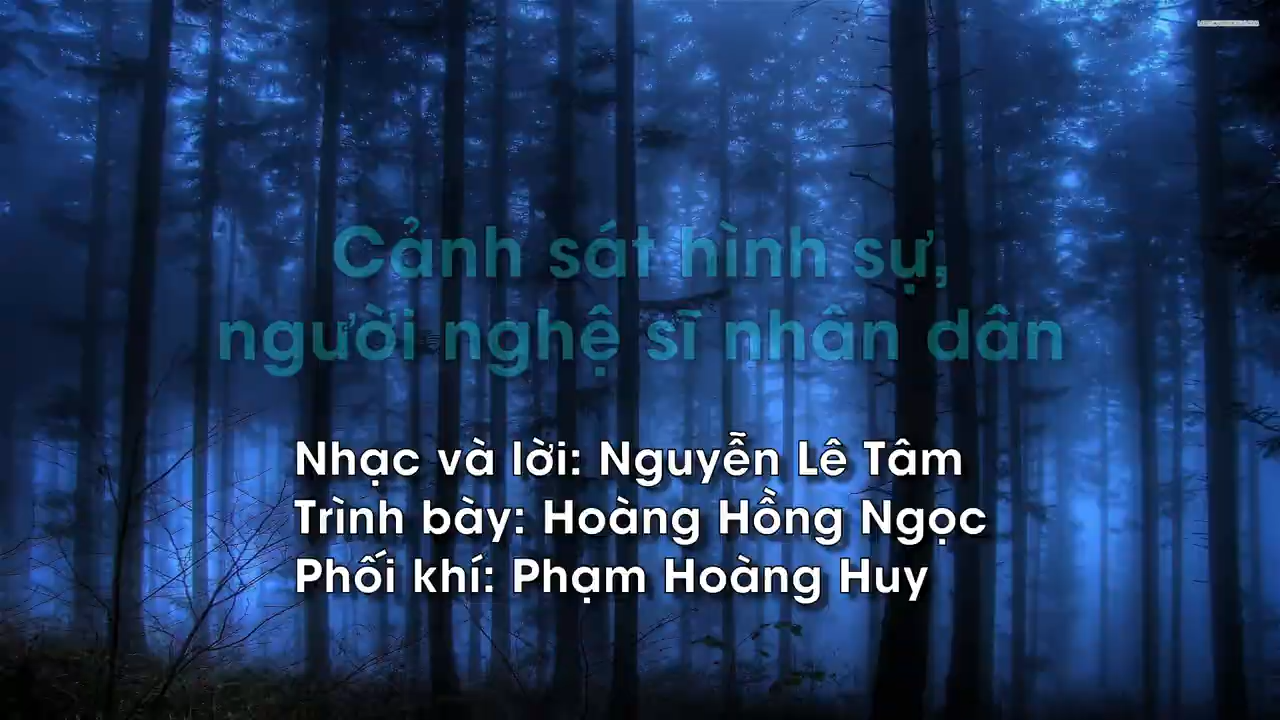 Cảnh sát hình sự,
người nghệ sĩ nhân dân
Nhạc và lời: Nguyễn Lê Tâm
Trình bày: Hoàng Hồng Ngọc
Phối khí: Phạm Hoàng Huy